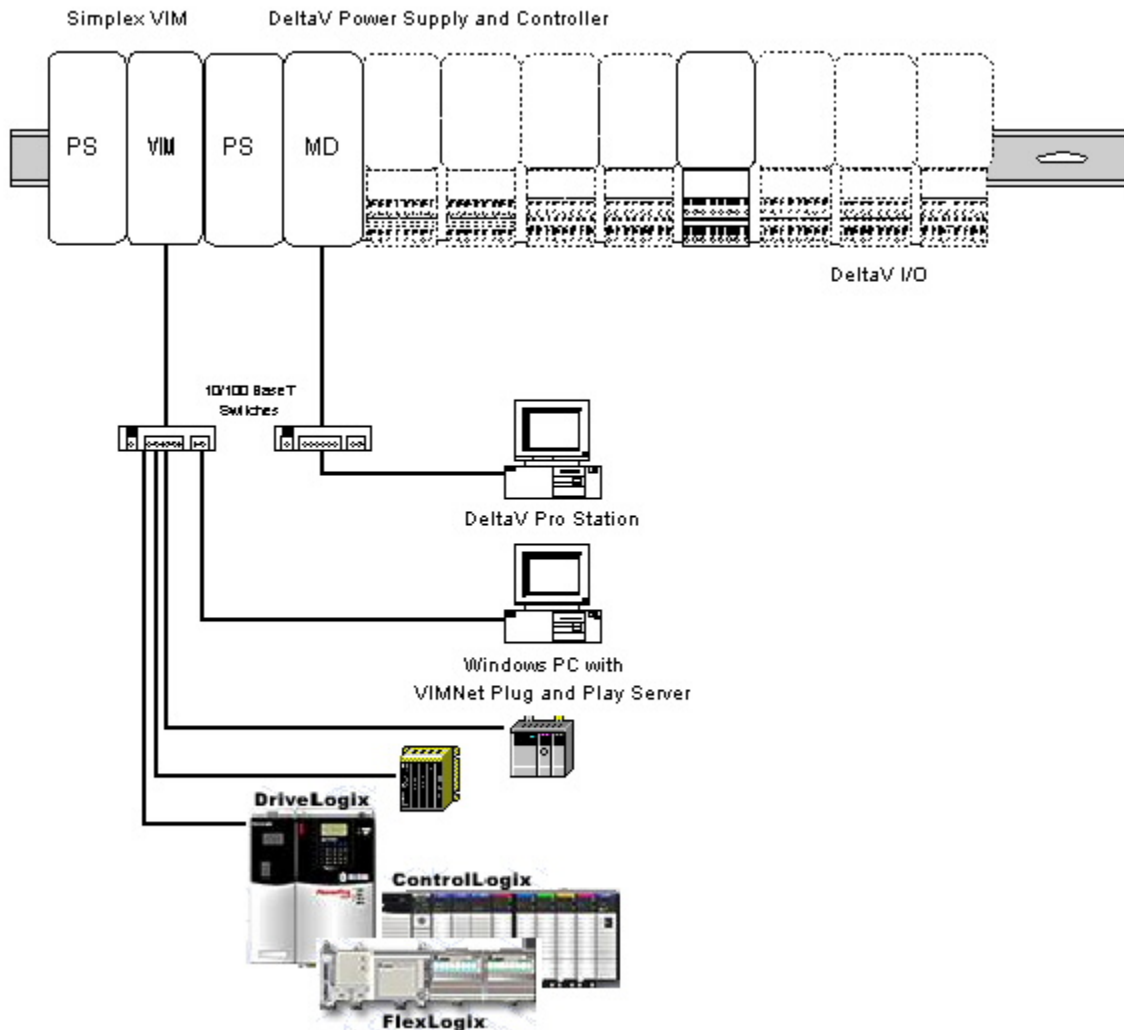 Simplex VIM
DeltaV Power Supply and Controller
PS
VIM
PS
MD
DeltaV I/O
10/100 BaseT
Switches
DeltaV Pro Station
Windows PC with
VIMNet Plug and Play Server
DriveLogix
ControlLogix
FlexLogix